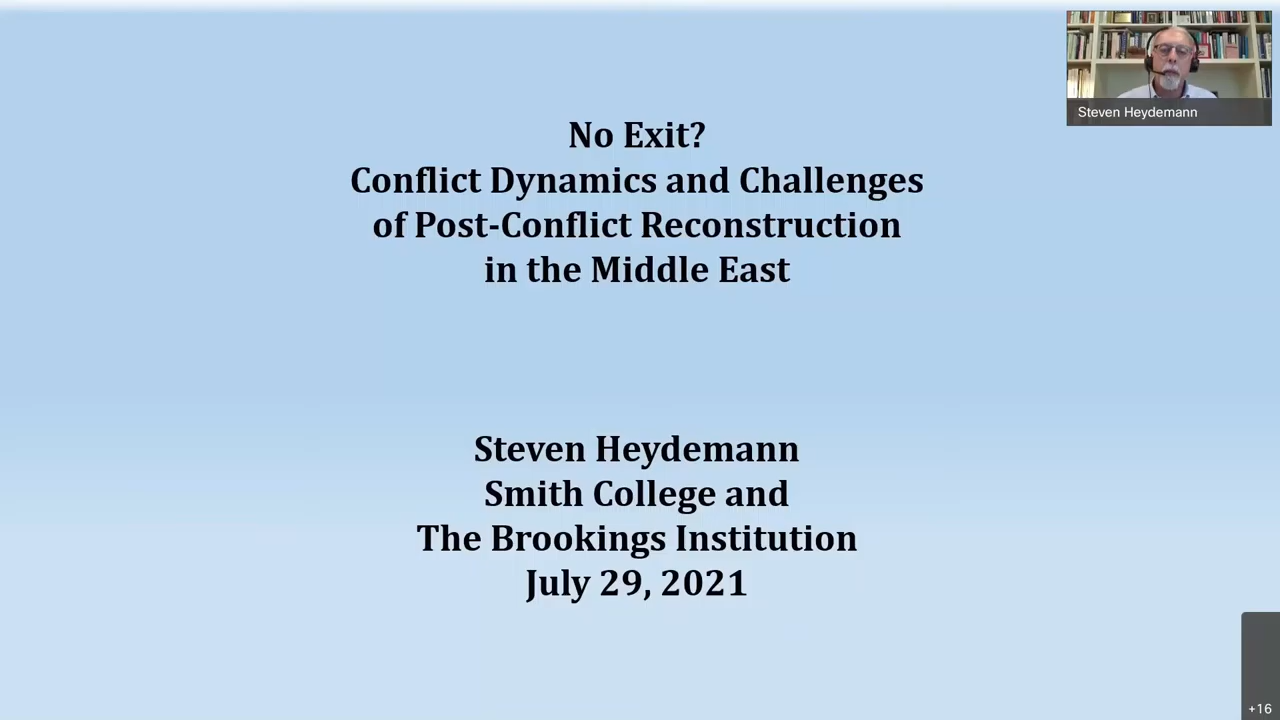 No Exit?
Conflict Dynamics and Challenges
of Post-Conflict Reconstruction
in the Middle East
Steven Heydemann
Smith College and
The Brookings Institution
July 29, 2021
Steven Heydemann
+16